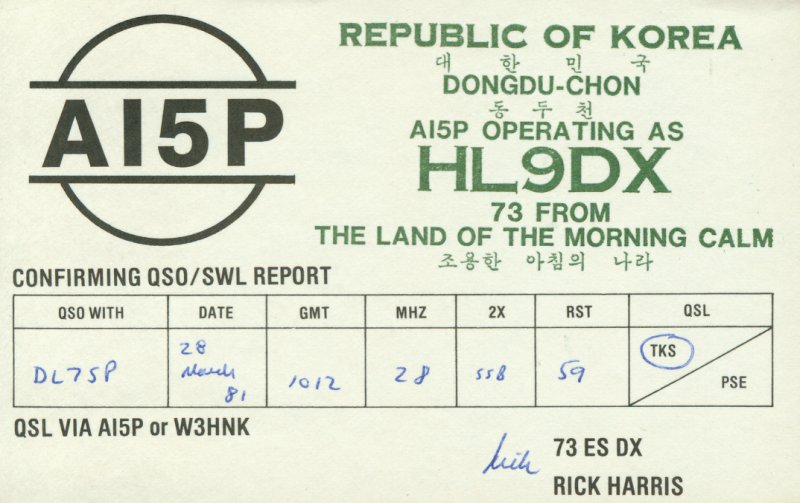 AI5P
REPUBLIC OF KOREA
대 한 민 국
DONGDU-CHON
동 두 천
AI5P OPERATING AS
HL9DX
73 FROM
THE LAND OF THE MORNING CALM
조용한 아침의 나라
CONFIRMING QSO/SWL REPORT
QSO WITH DATE GMT MHZ 2X RST QSL
DL7SP 28 March 81 1012 28 SSB 59 TKS PSE
QSL VIA AI5P or W3HNK
Rick 73 ES DX
RICK HARRIS